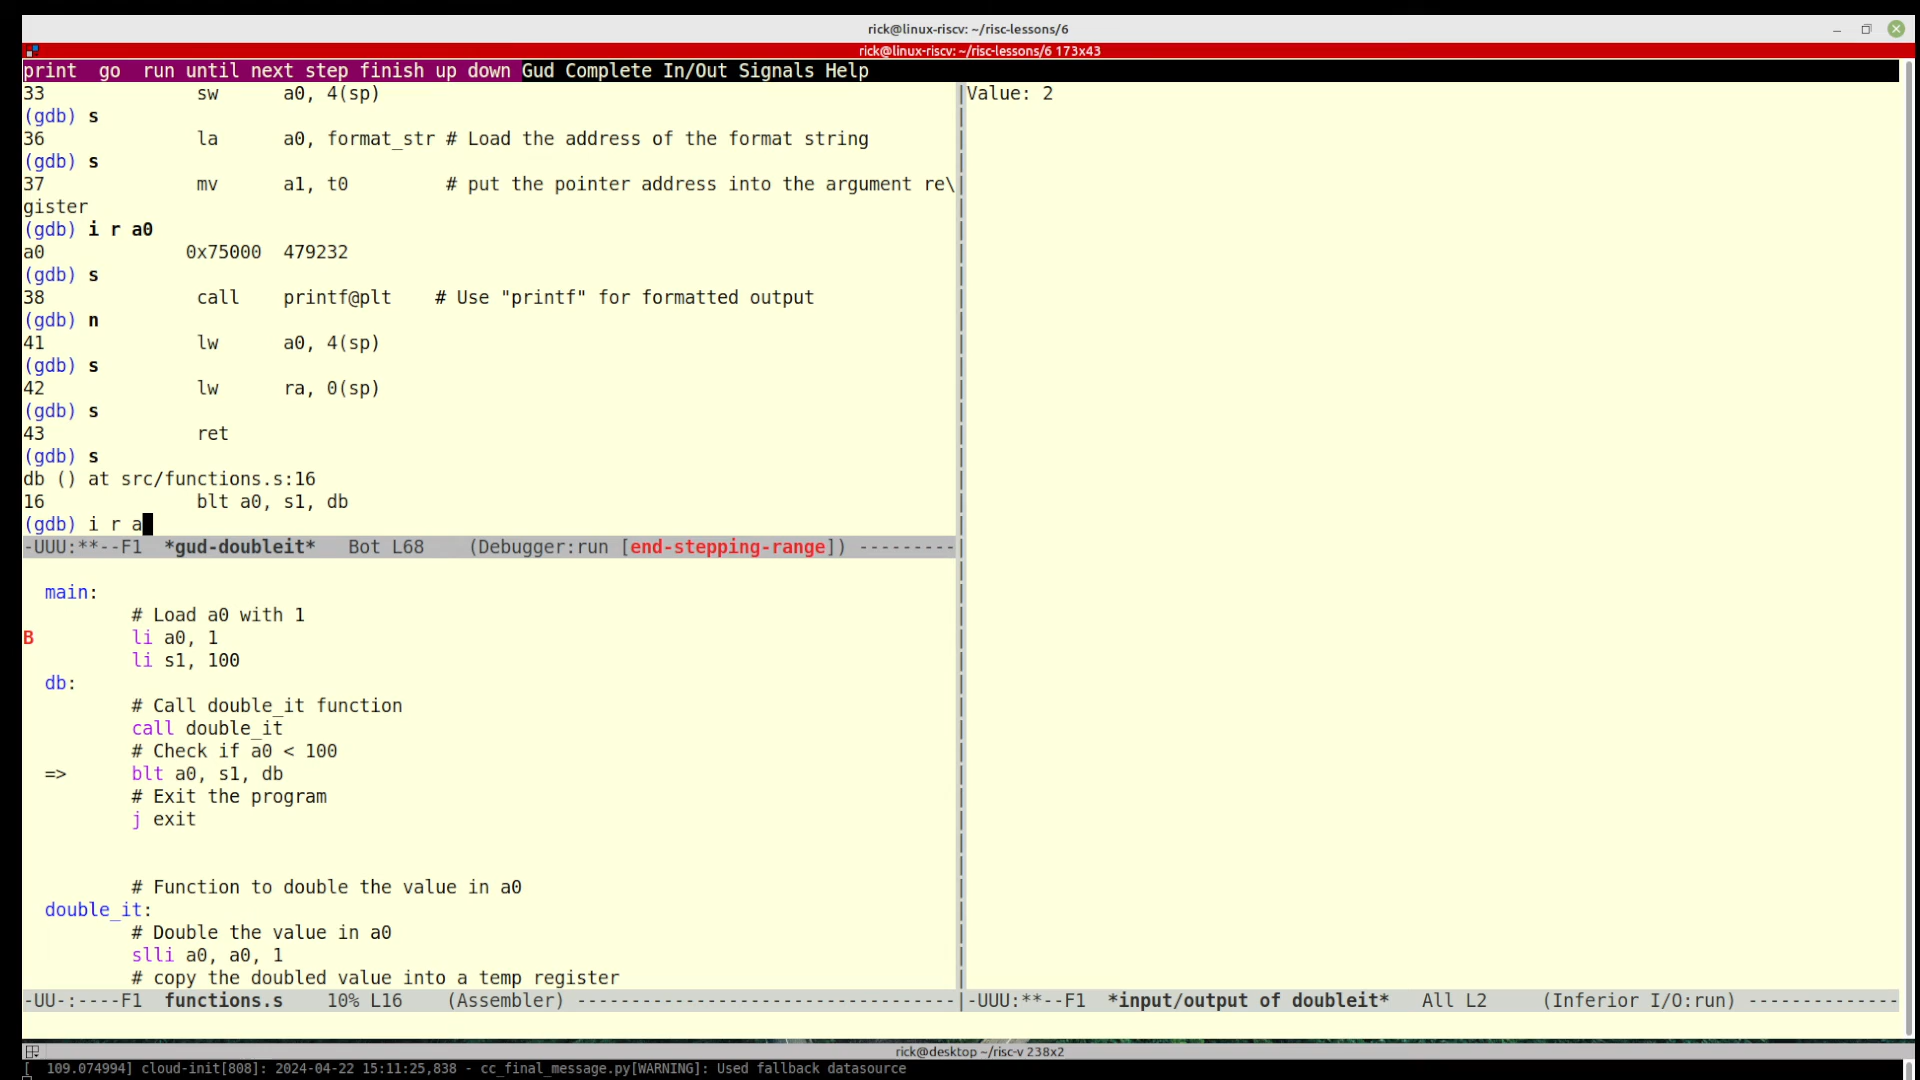 rick@linux-riscv: ~/risc-lessons/6
rick@linux-riscv: ~/risc-lessons/6 173x43
print  go  run until next step finish up down Gud Complete In/Out Signals Help
33              sw      a0, 4(sp)
(gdb) s
36              la      a0, format_str # Load the address of the format string
(gdb) s
37              mv      a1, t0         # put the pointer address into the argument re\
gister
(gdb) i r a0
a0             0x75000  479232
(gdb) s
38              call    printf@plt    # Use "printf" for formatted output
(gdb) n
41              lw      a0, 4(sp)
(gdb) s
42              lw      ra, 0(sp)
(gdb) s
43              ret
(gdb) s
db () at src/functions.s:16
16              blt a0, s1, db
(gdb) i r a
-UUU:**--F1  *gud-doubleit*   Bot L68    (Debugger:run [end-stepping-range]) ---------
main:
# Load a0 with 1
B         li a0, 1
li s1, 100
db:
# Call double_it function
call double_it
# Check if a0 < 100
=>      blt a0, s1, db
# Exit the program
j exit
# Function to double the value in a0
double_it:
# Double the value in a0
slli a0, a0, 1
# copy the doubled value into a temp register
-UU-:----F1  functions.s    10% L16    (Assembler) -----------------------------------
Value: 2
-UUU:**--F1  *input/output of doubleit*   All L2     (Inferior I/O:run) --------------
rick@desktop ~/risc-v 238x2
[  109.074994] cloud-init[808]: 2024-04-22 15:11:25,838 - cc_final_message.py[WARNING]: Used fallback datasource